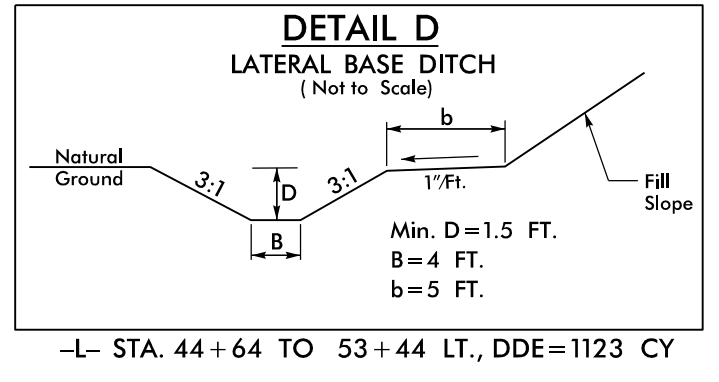 DETAIL D
LATERAL BASE DITCH
( Not to Scale)
b
Natural
Ground
3:1
D
3:1
1"/Ft.
Fill
Slope
B
Min. D=1.5 FT.
B=4 FT.
b=5 FT.
-L- STA. 44+64 TO 53+44 LT., DDE=1123 CY